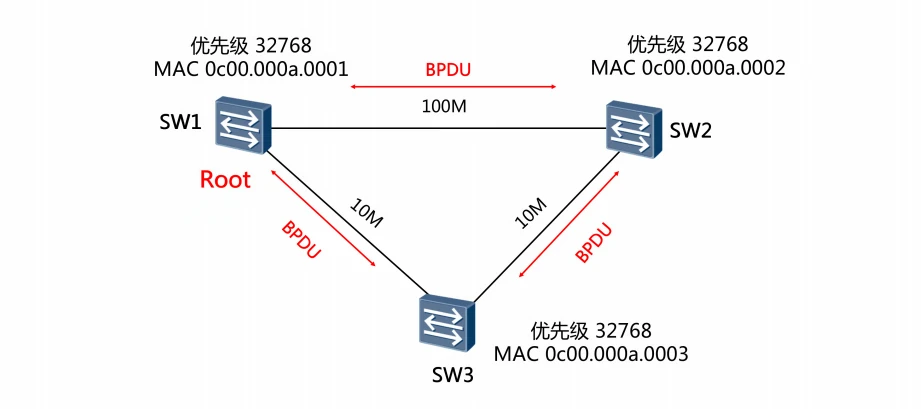 优先级 32768
MAC 0c00.000a.0001
优先级 32768
MAC 0c00.000a.0002
BPDU
100M
SW1
SW2
Root
10M
BPDU
10M
BPDU
优先级 32768
MAC 0c00.000a.0003
SW3